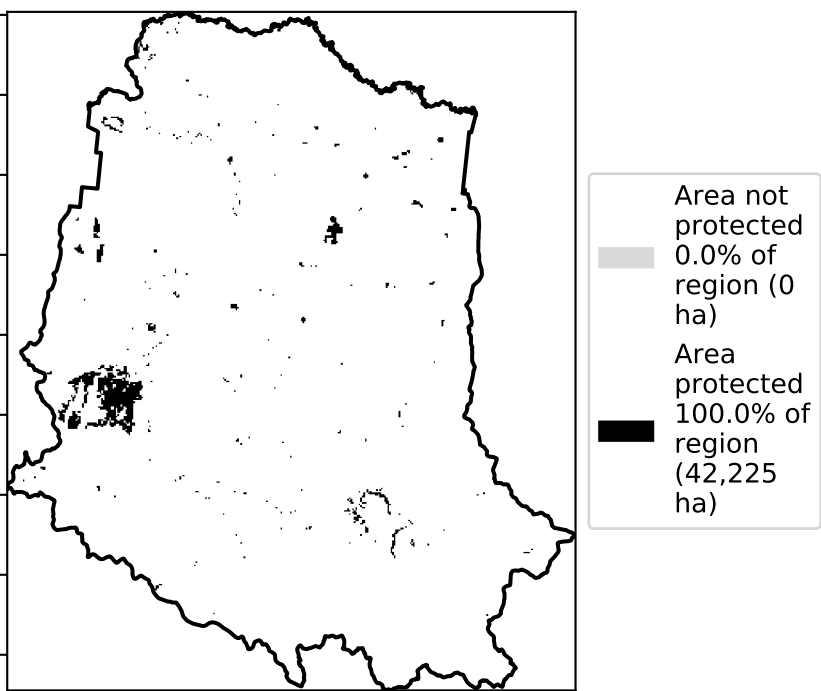 Area not
protected
0.0% of
region (0
ha)
Area
protected
100.0% of
region
(42,225
ha)